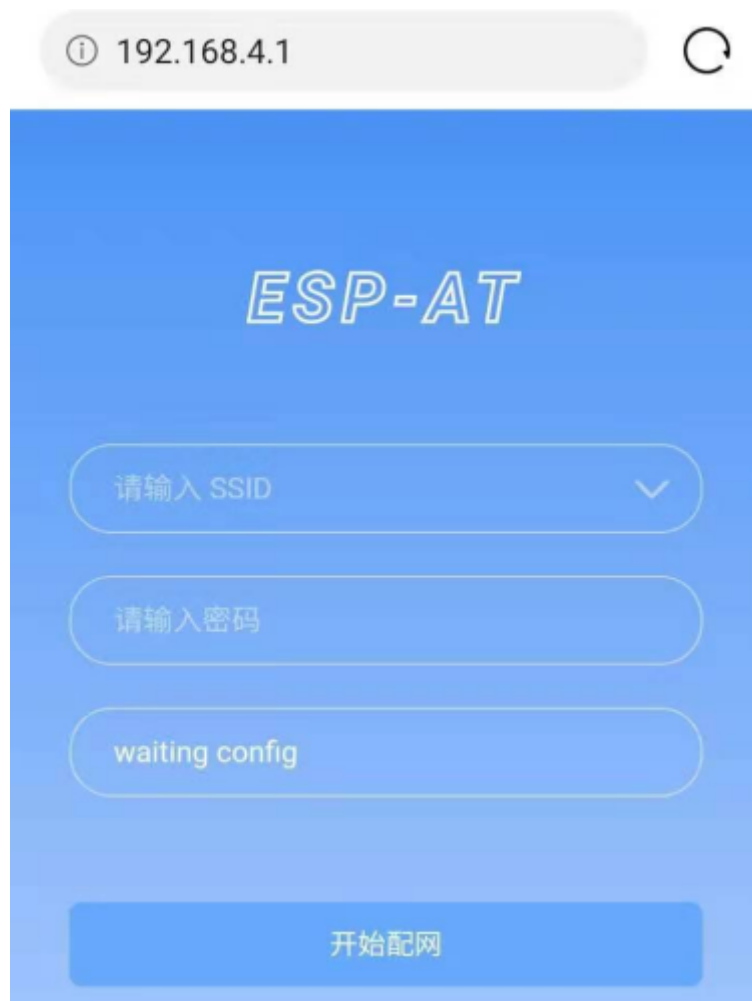 192.168.4.1
ESP-AT
请输入 SSID
请输入密码
waiting config
开始配网